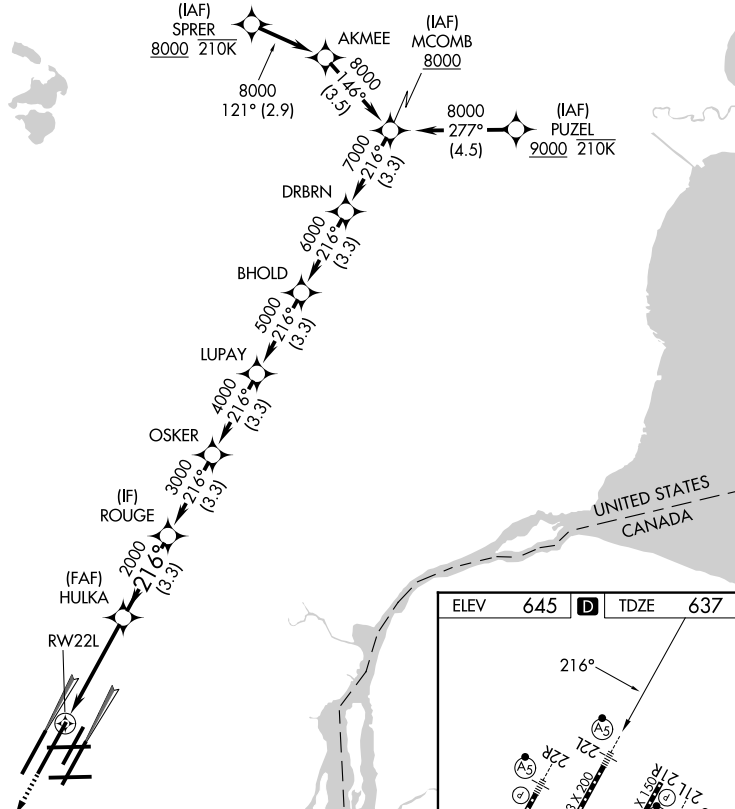 (IAF)
SPRER
8000 210K
AKMEE
(IAF)
MCOMB
8000
8000
121° (2.9)
8000
146°
(3.5)
8000
277°
(4.5)
(IAF)
PUZEL
9000 210K
7000
216°
(3.3)
DRBRN
6000
216°
(3.3)
BHOLD
5000
216°
(3.3)
LUPAY
4000
216°
(3.3)
OSKER
3000
216°
(3.3)
(IF)
ROUGE
2000
216°
(3.3)
(FAF)
HULKA
RW22L
UNITED STATES
CANADA
ELEV 645 D TDZE 637
216°
A5
22L
A5
22R
P
3 X 200
X 150
21L 21R
P